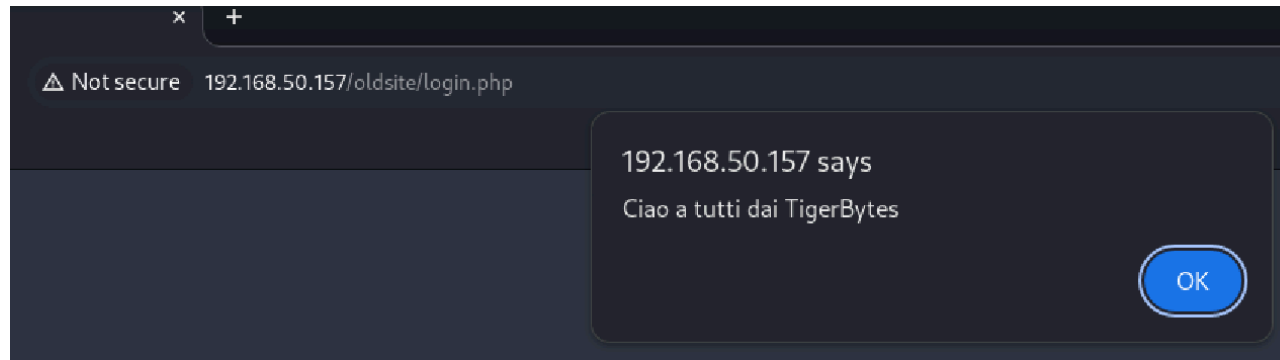 × +
Not secure 192.168.50.157/oldsite/login.php
192.168.50.157 says
Ciao a tutti dai TigerBytes
OK